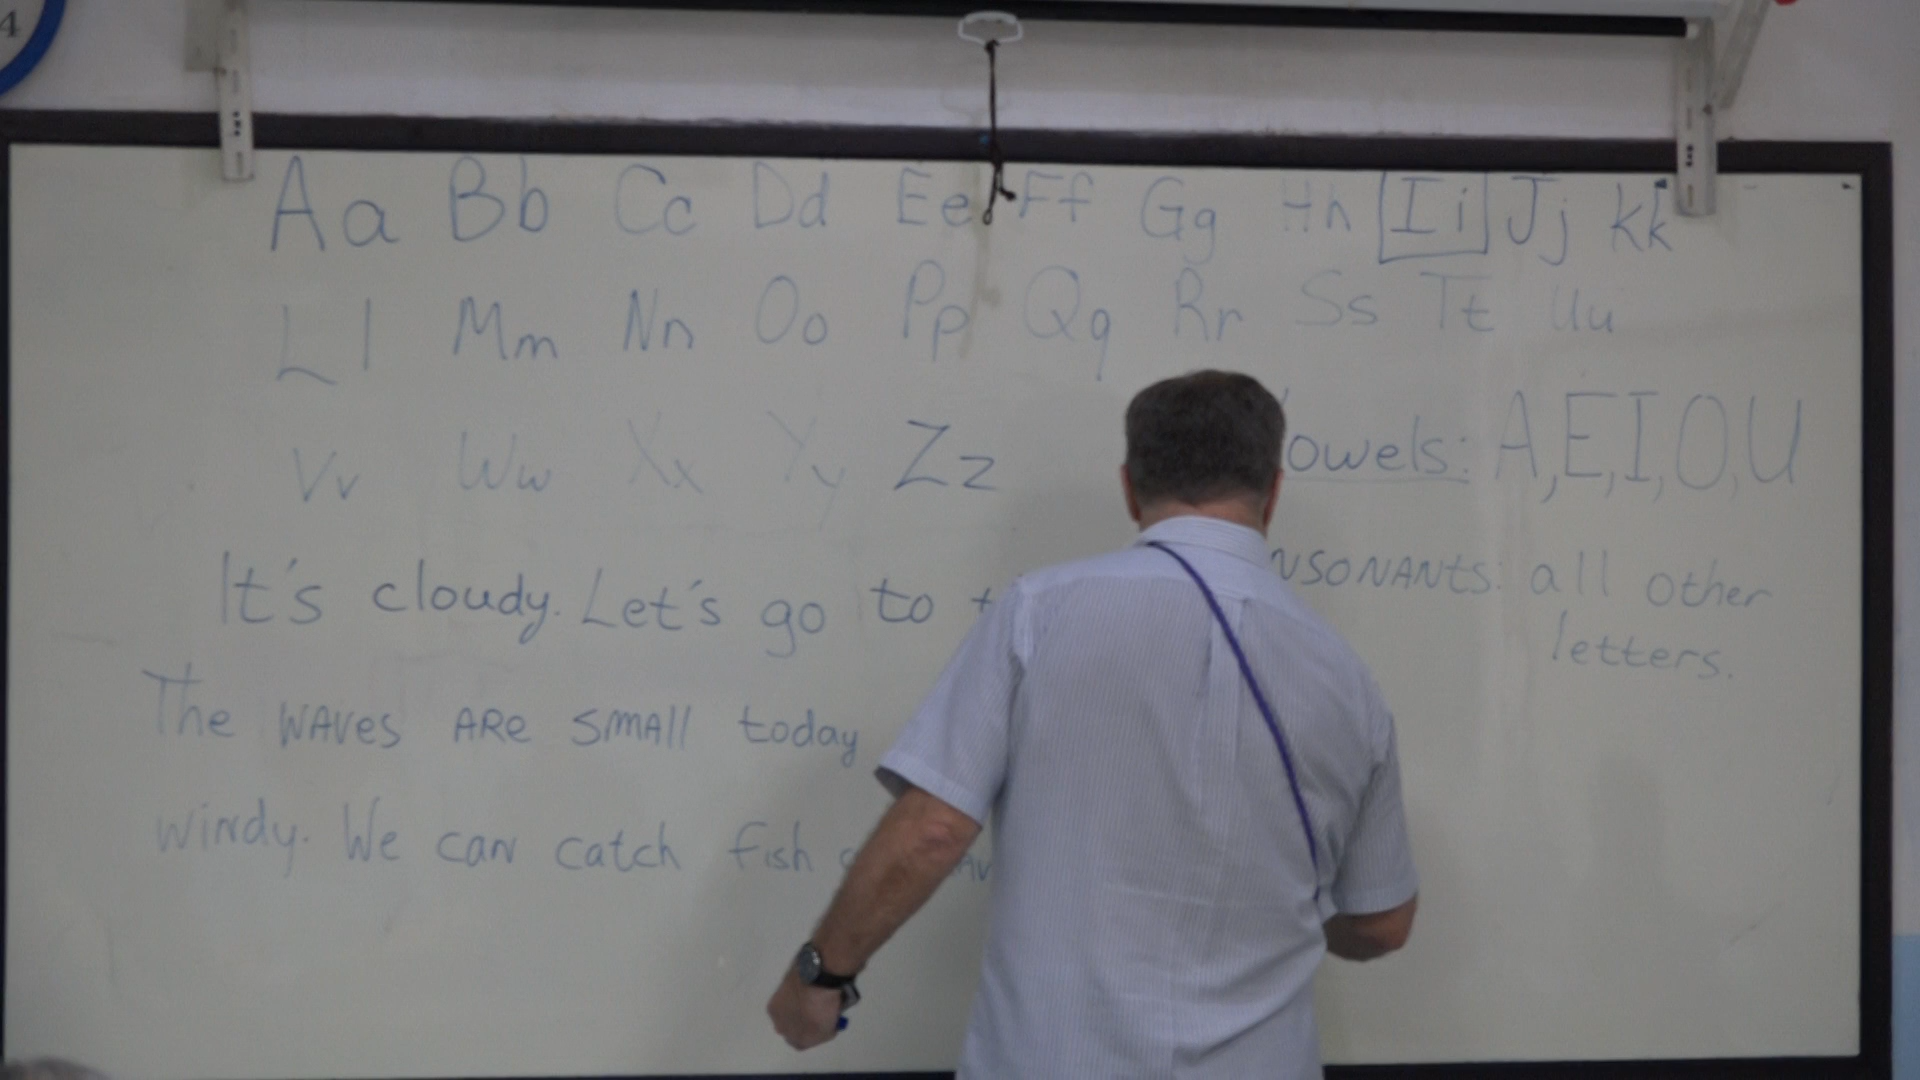 4
Aa Bb Cc Dd Ee Ff Gg Hh Ii Jj kk
Ll Mm Nn Oo Pp Qq Rr Ss Tt Uu
Vv Ww Xx Yy Zz
owels: A,E,I,O,U
NSONANtS: all other
letters.
It's cloudy. Let's go to t
The WAVes ARe SMAll today
windy. We can catch fish